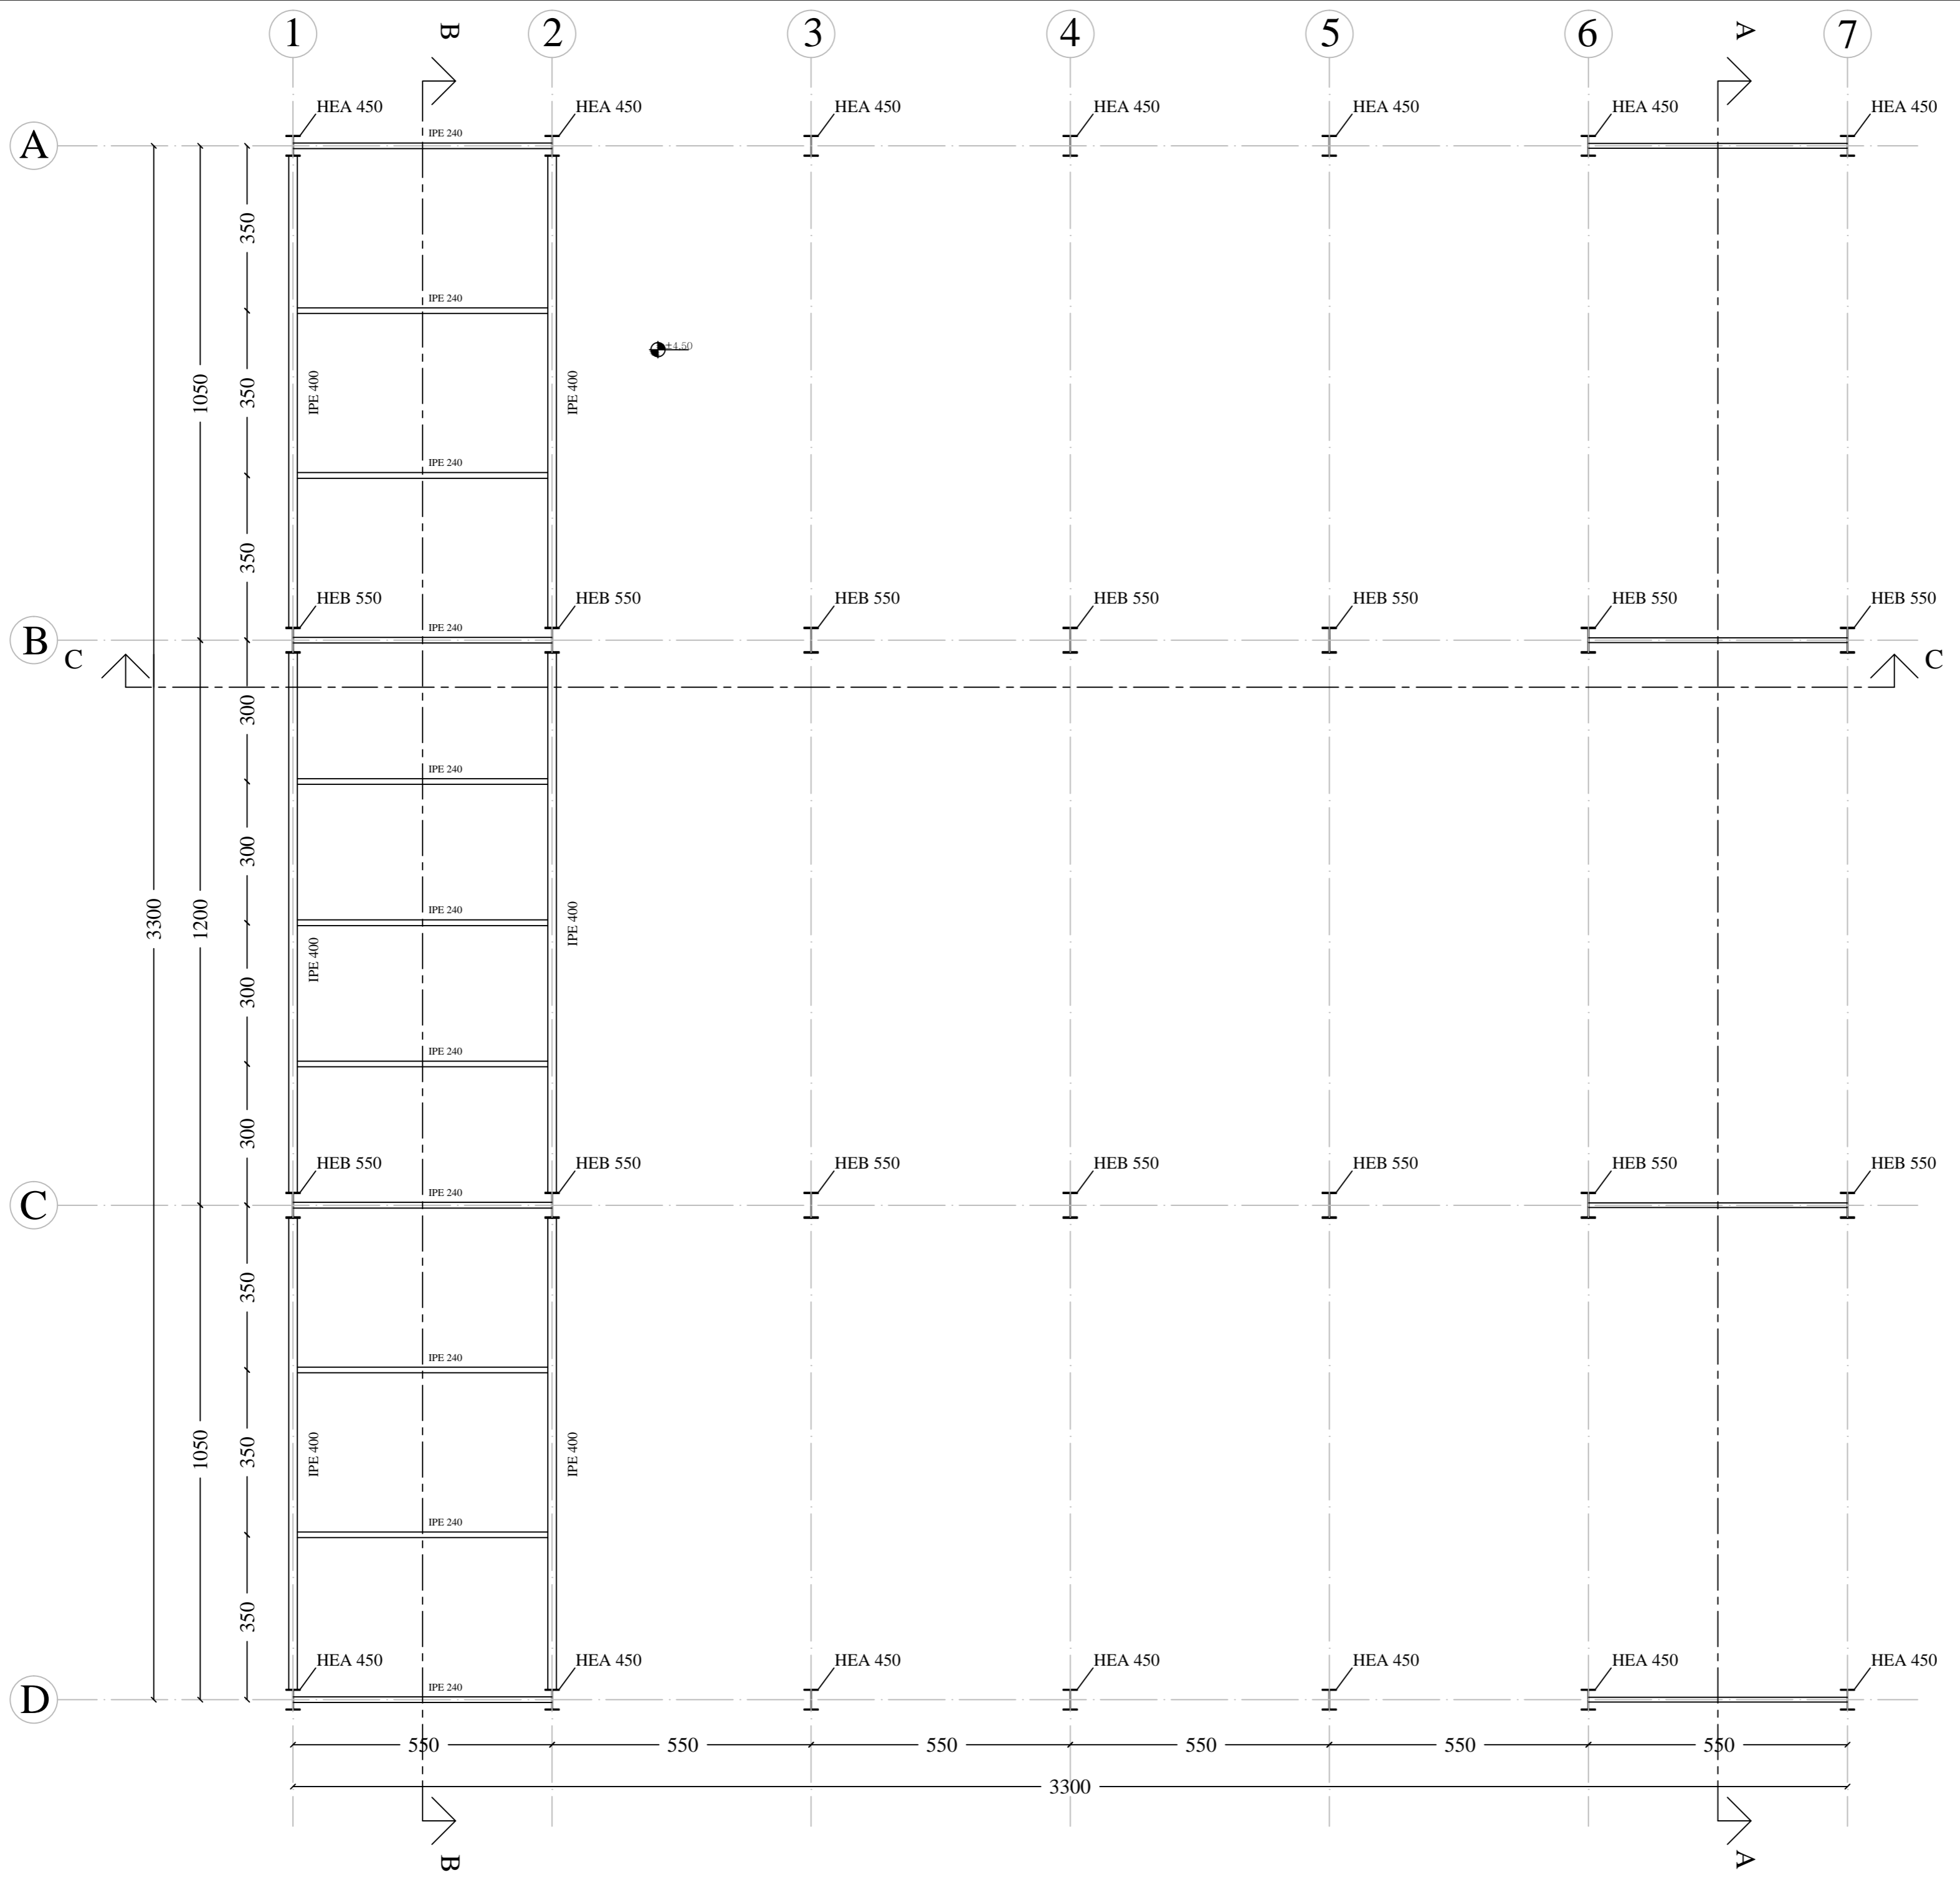 1 2 3 4 5 6 7
B A
HEA 450 HEA 450 HEA 450 HEA 450 HEA 450 HEA 450 HEA 450
IPE 240
A
350
IPE 240
±4.50
1050 350 IPE 400 IPE 400
IPE 240
350
HEB 550 HEB 550 HEB 550 HEB 550 HEB 550 HEB 550 HEB 550
IPE 240
B
C C
300
IPE 240
300
IPE 240
3300 1200 IPE 400 IPE 400
300
IPE 240
300
HEB 550 HEB 550 HEB 550 HEB 550 HEB 550 HEB 550 HEB 550
IPE 240
C
350
IPE 240
1050 350 IPE 400 IPE 400
IPE 240
350
HEA 450 HEA 450 HEA 450 HEA 450 HEA 450 HEA 450 HEA 450
IPE 240
D
550 550 550 550 550 550
3300
B A